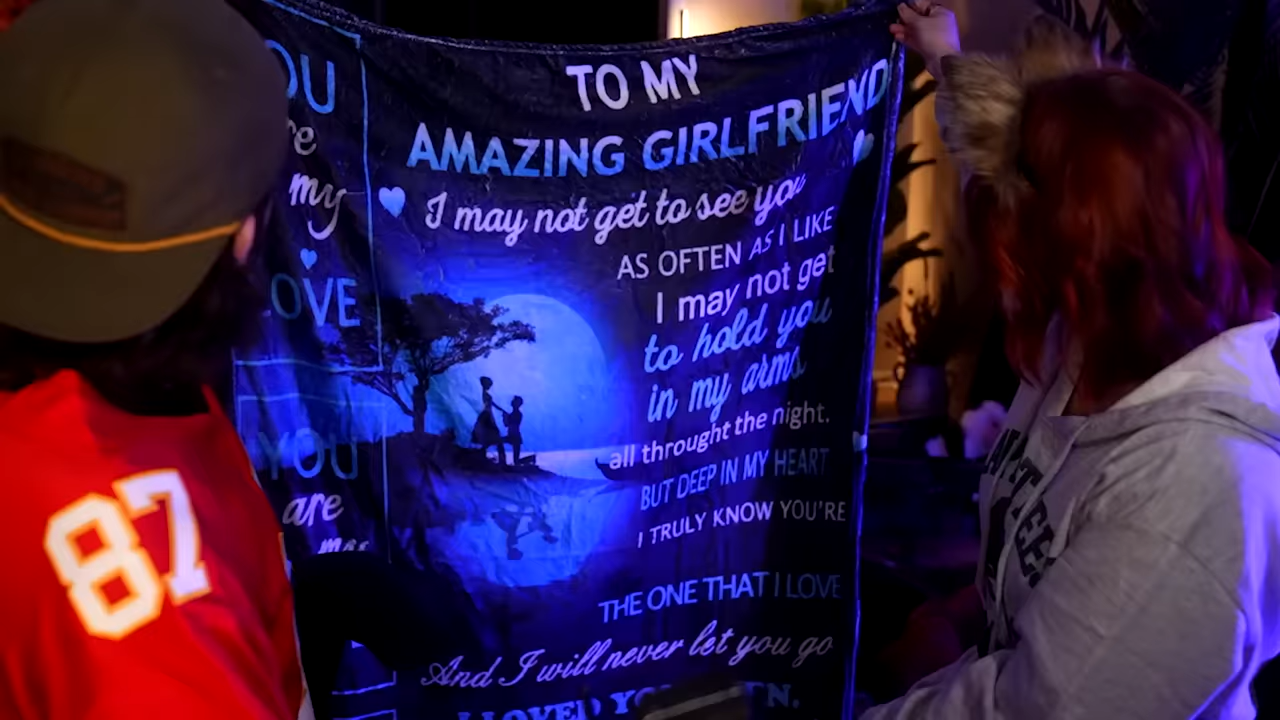 TO MY
AMAZING GIRLFRIEND
I may not get to see you
AS OFTEN AS I LIKE
I may not get
to hold you
in my arms
all throught the night.
BUT DEEP IN MY HEART
I TRULY KNOW YOU'RE
THE ONE THAT I LOVE
And I will never let you go
I LOVED
my
YOU
are
87